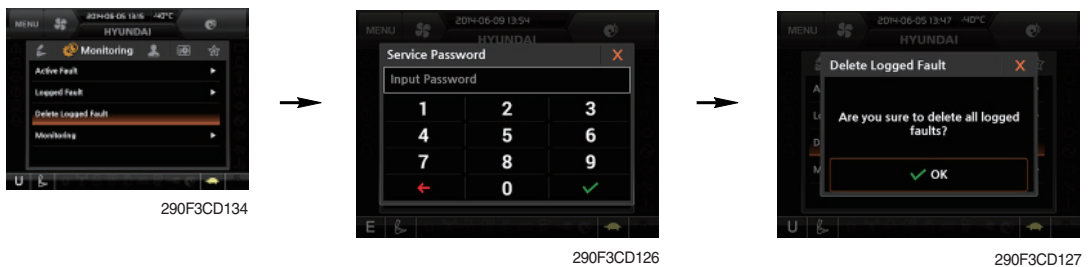 MENU
2014-06-05 13:15 -40°C
HYUNDAI
Monitoring
Active Fault
Logged Fault
Delete Logged Fault
Monitoring
U
290F3CD134
MENU
2014-06-09 13:54
HYUNDAI
Service Password X
Input Password
1 2 3
4 5 6
7 8 9
0
E
290F3CD126
MENU
2014-06-05 13:47 -40°C
HYUNDAI
Delete Logged Fault X
Are you sure to delete all logged
faults?
OK
U
290F3CD127